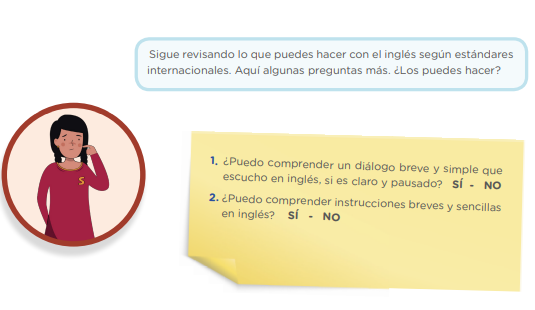 Sigue revisando lo que puedes hacer con el inglés según estándares
internacionales. Aquí algunas preguntas más. ¿Los puedes hacer?
S
1. ¿Puedo comprender un diálogo breve y simple que
escucho en inglés, si es claro y pausado? SÍ - NO
2. ¿Puedo comprender instrucciones breves y sencillas
en inglés? SÍ - NO